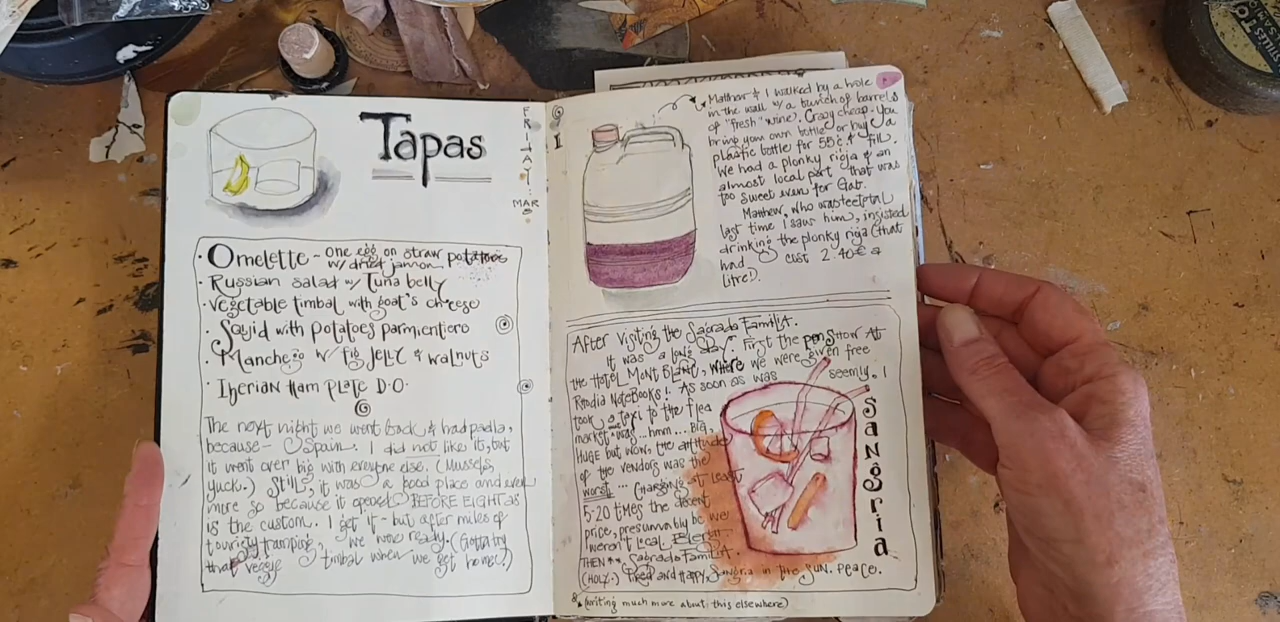 Tapas
FRIDAY
MAR
8
· Omelette - one egg on straw potatoes
w/ dried jamon
· Russian salad w/ Tuna belly
· Vegetable timbal with goat's cheese
· Squid with potatoes parmentiero
· Manchego w/ fig JeLLY & walnuts
· Iberian Ham PLate D.O.
The next night we went back & had paella,
because - Spain. I did not like it, but
it went over big with everyone else. (Mussels,
yuck.) Still, it was a good place and even
more so because it opened BEFORE EIGHT as
is the custom. I get it - but after miles of
touristy tramping, we were ready. (Gotta try
that veggie timbal when we get home.)
Matthew & I walked by a hole
in the wall w/ a bunch of barrels
of "fresh" wine. Crazy cheap. You
bring your own bottle or buy a
plastic bottle for 55¢ & fill.
We had a plonky rioja & an
almost local port that was
too sweet even for Gab.
Matthew, who was teetotal
last time I saw him, insisted
drinking the plonky rioja (that
had cost 2.40€ a
litre).
After visiting the Sagrada Familia.
It was a long day. First the pen show at
the HOTEL MONT BLANC, where we were given free
Rhodia NoteBooks! As soon as was seemly, I
took a taxi to the flea
market was ...hmm... Big,
HUGE but wow, the attitude
of the vendors was the
worst ... Charging at least
5-20 times the decent
price, presumably bc we
weren't local
THEN ** Sagrada Familia.
(HOLY.) Tired and Happy, Sangria in the SUN. Peace.
Sangria
(writing much more about this elsewhere)